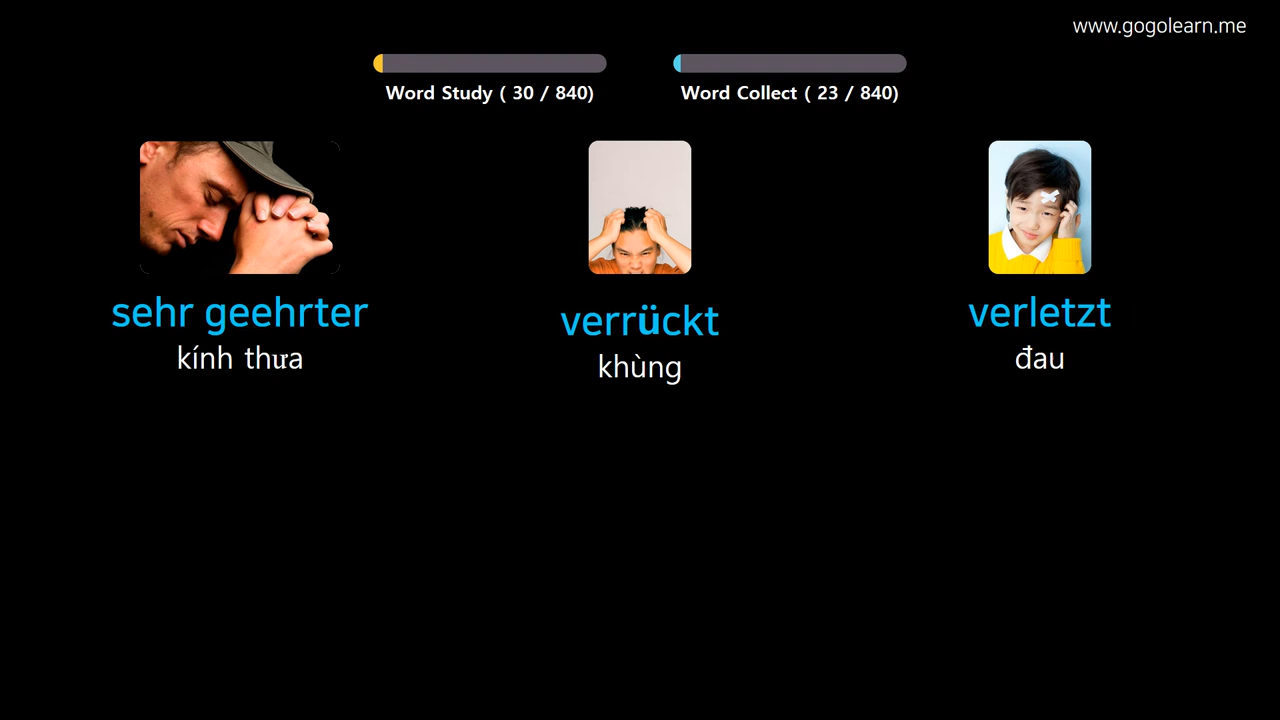 www.gogolearn.me
Word Study ( 30 / 840)
Word Collect ( 23 / 840)
sehr geehrter
kính thưa
verrückt
khùng
verletzt
đau